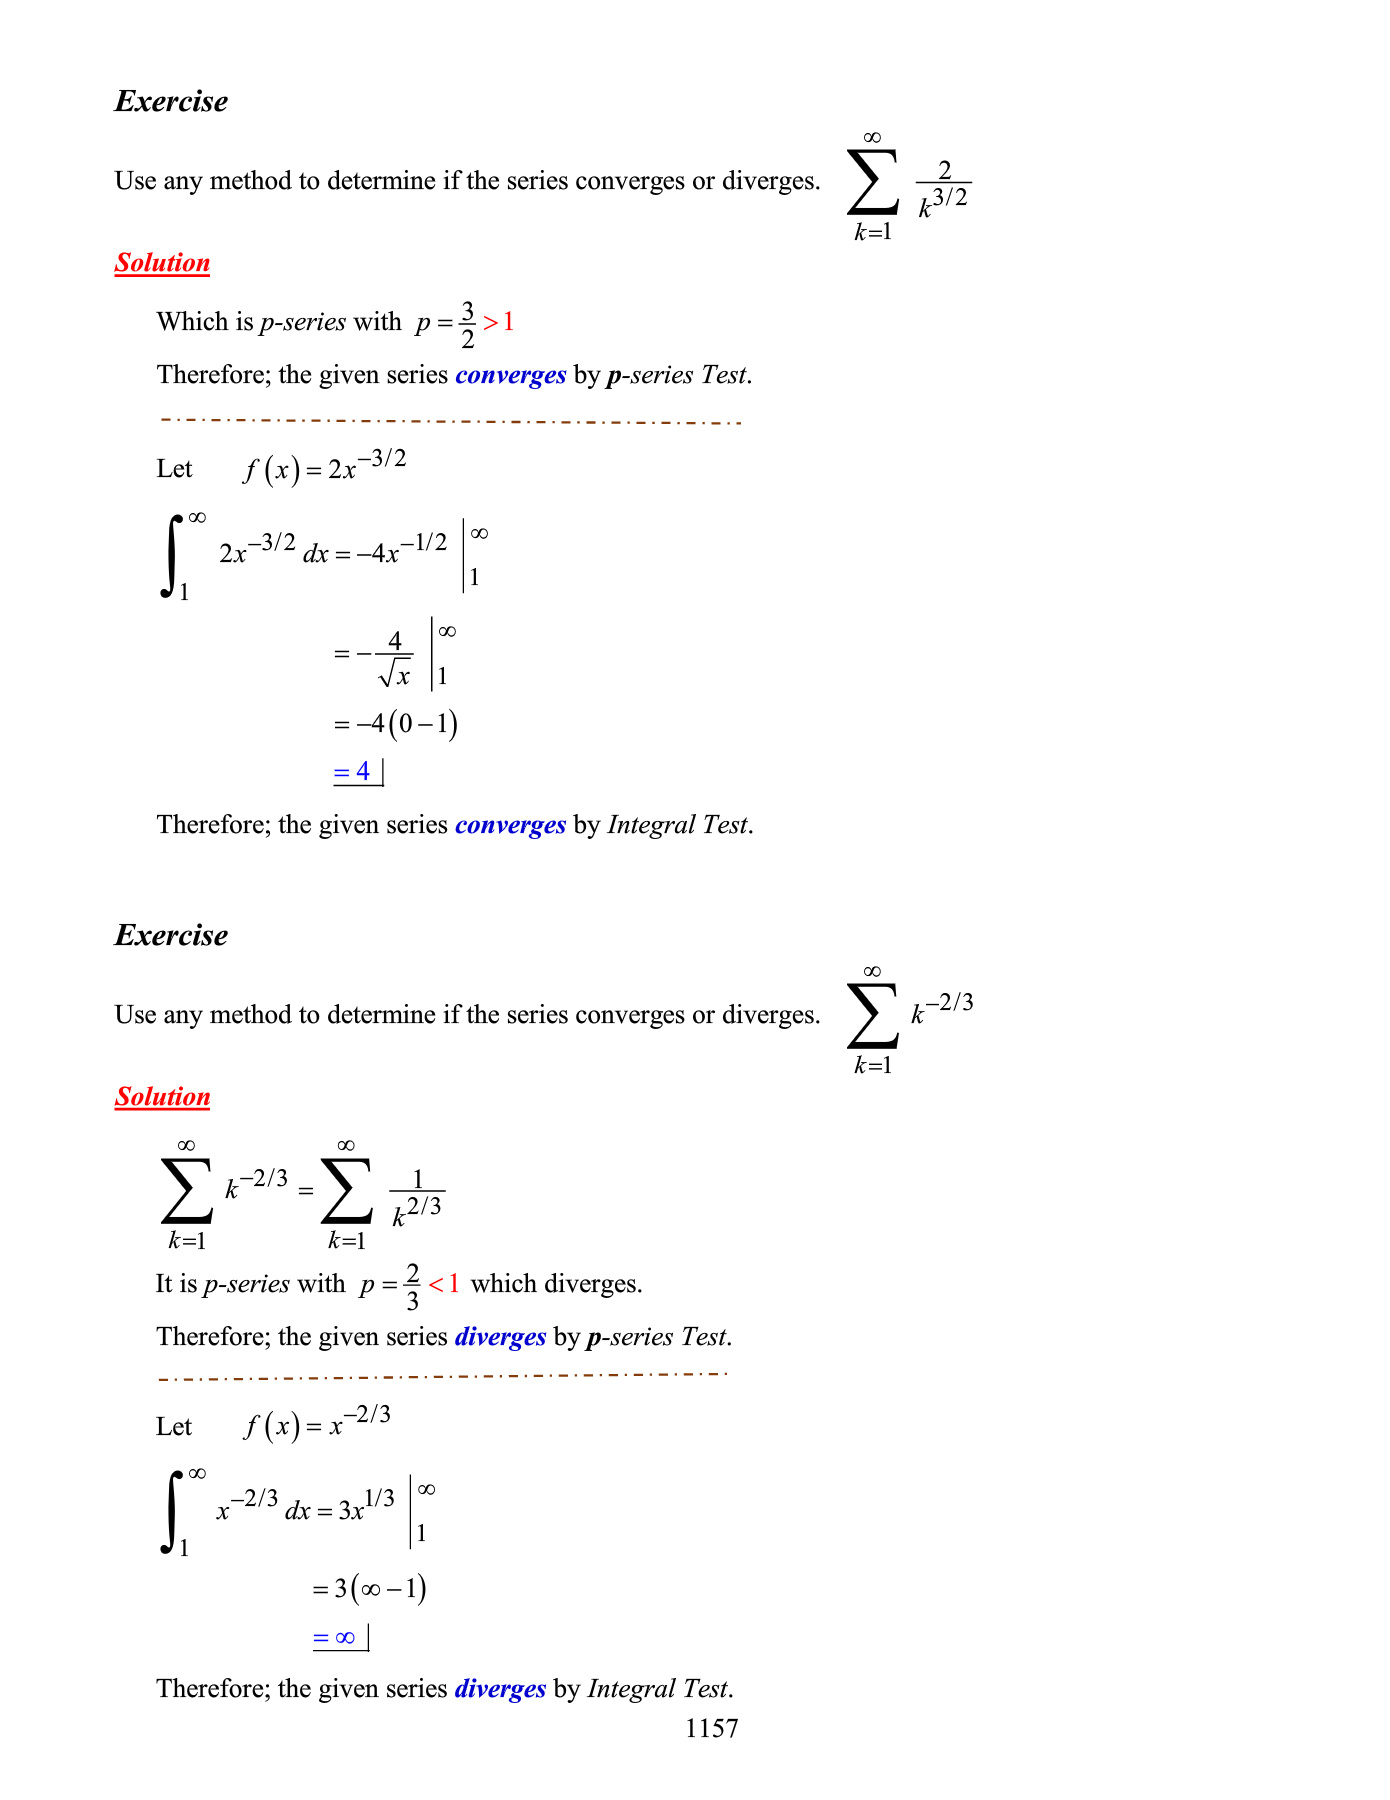 Exercise
Use any method to determine if the series converges or diverges. \sum_{k=1}^{\infty} \frac{2}{k^{3/2}}
Solution
Which is p-series with p = \frac{3}{2} > 1
Therefore; the given series converges by p-series Test.
Let f(x) = 2x^{-3/2}
\int_{1}^{\infty} 2x^{-3/2} dx = -4x^{-1/2} \Big|_{1}^{\infty}
= -\frac{4}{\sqrt{x}} \Big|_{1}^{\infty}
= -4(0-1)
= 4
Therefore; the given series converges by Integral Test.
Exercise
Use any method to determine if the series converges or diverges. \sum_{k=1}^{\infty} k^{-2/3}
Solution
\sum_{k=1}^{\infty} k^{-2/3} = \sum_{k=1}^{\infty} \frac{1}{k^{2/3}}
It is p-series with p = \frac{2}{3} < 1 which diverges.
Therefore; the given series diverges by p-series Test.
Let f(x) = x^{-2/3}
\int_{1}^{\infty} x^{-2/3} dx = 3x^{1/3} \Big|_{1}^{\infty}
= 3(\infty - 1)
= \infty
Therefore; the given series diverges by Integral Test.
1157